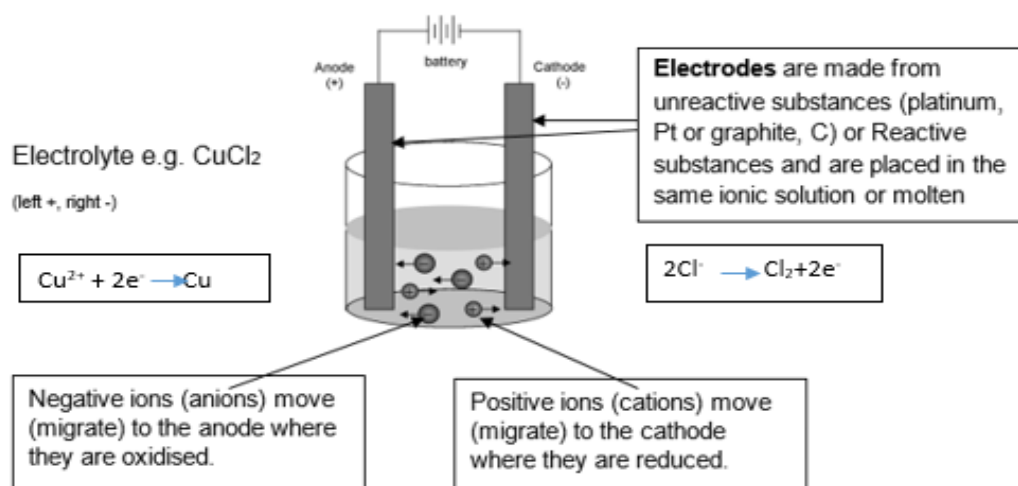 battery
Anode
(+)
Cathode
(-)
Electrodes are made from
unreactive substances (platinum,
Pt or graphite, C) or Reactive
substances and are placed in the
same ionic solution or molten
Electrolyte e.g. CuCl₂
(left +, right -)
Cu²⁺ + 2e⁻ → Cu
2Cl⁻ → Cl₂+2e⁻
- + - + - +
Negative ions (anions) move
(migrate) to the anode where
they are oxidised.
Positive ions (cations) move
(migrate) to the cathode
where they are reduced.